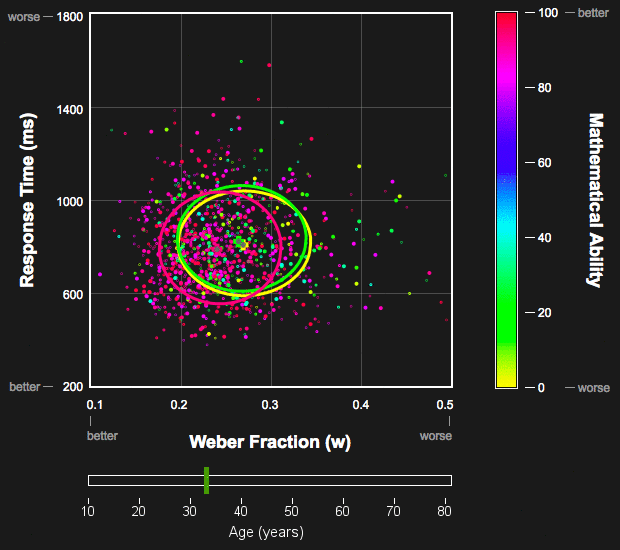 worse
1800
1400
1000
600
better
200
Response Time (ms)
0.1
0.2
0.3
0.4
0.5
better
worse
Weber Fraction (w)
10
20
30
40
50
60
70
80
Age (years)
100
better
80
60
40
20
0
worse
Mathematical Ability